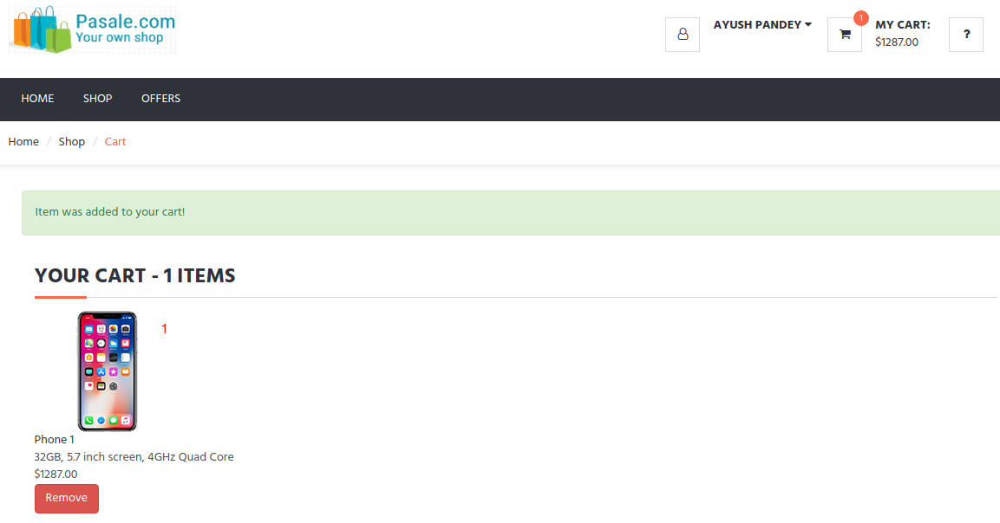 Pasale.com
Your own shop
AYUSH PANDEY
1
MY CART:
$1287.00
?
HOME SHOP OFFERS
Home / Shop / Cart
Item was added to your cart!
YOUR CART - 1 ITEMS
1
Phone 1
32GB, 5.7 inch screen, 4GHz Quad Core
$1287.00
Remove